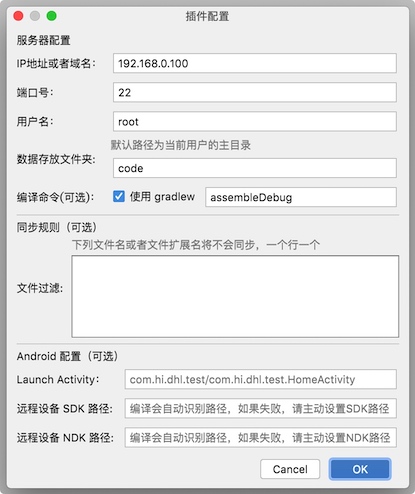 插件配置
服务器配置
IP地址或者域名： 192.168.0.100
端口号： 22
用户名： root
默认路径为当前用户的主目录
数据存放文件夹: code
编译命令(可选)： 使用 gradlew assembleDebug
同步规则（可选）
下列文件名或者文件扩展名将不会同步，一个行一个
文件过滤:
Android 配置（可选）
Launch Activity： com.hi.dhl.test/com.hi.dhl.test.HomeActivity
远程设备 SDK 路径: 编译会自动识别路径，如果失败，请主动设置SDK路径
远程设备 NDK 路径: 编译会自动识别路径，如果失败，请主动设置NDK路径
Cancel OK